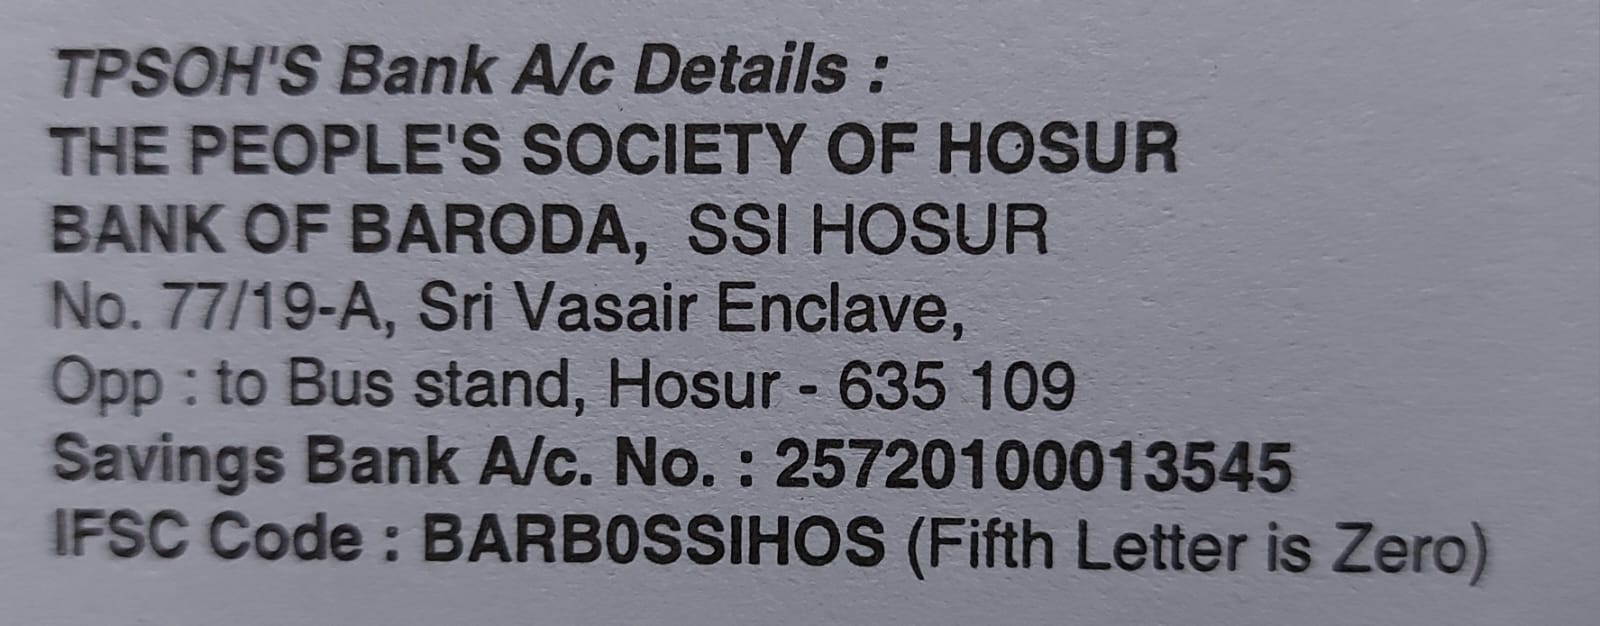 TPSOH'S Bank A/c Details :
THE PEOPLE'S SOCIETY OF HOSUR
BANK OF BARODA, SSI HOSUR
No. 77/19-A, Sri Vasair Enclave,
Opp : to Bus stand, Hosur - 635 109
Savings Bank A/c. No. : 25720100013545
IFSC Code : BARB0SSIHOS (Fifth Letter is Zero)